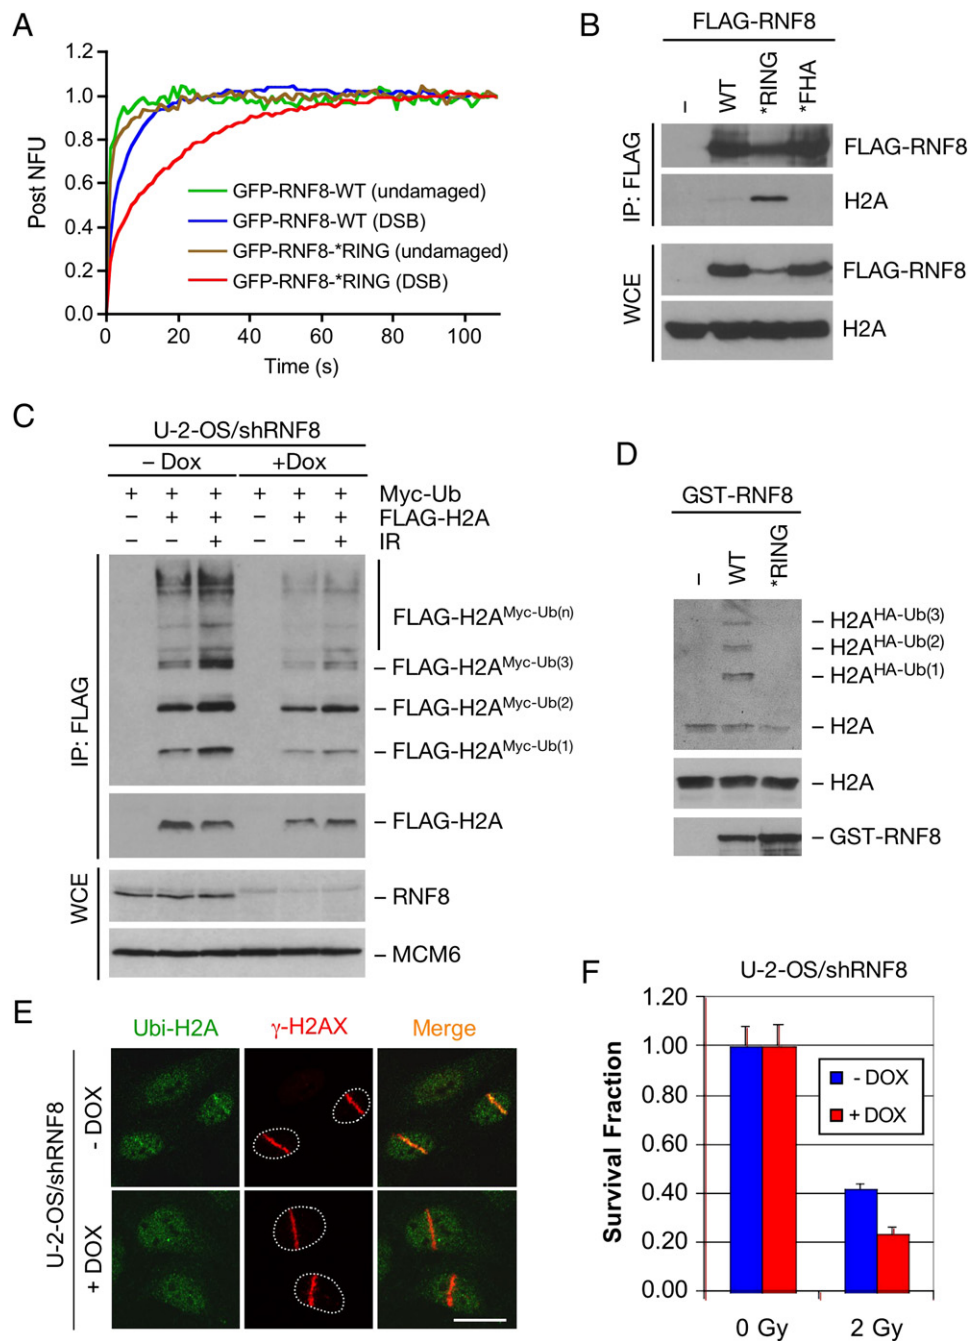 A
1.2
1.0
0.8
0.6
0.4
0.2
0.0
Post NFU
0 20 40 60 80 100
Time (s)
GFP-RNF8-WT (undamaged)
GFP-RNF8-WT (DSB)
GFP-RNF8-*RING (undamaged)
GFP-RNF8-*RING (DSB)
B
FLAG-RNF8
– WT *RING *FHA
IP: FLAG
FLAG-RNF8
H2A
WCE
FLAG-RNF8
H2A
C
U-2-OS/shRNF8
– Dox +Dox
+ + + + + + Myc-Ub
– + + – + + FLAG-H2A
– – + – – + IR
IP: FLAG
FLAG-H2A^Myc-Ub(n)
– FLAG-H2A^Myc-Ub(3)
– FLAG-H2A^Myc-Ub(2)
– FLAG-H2A^Myc-Ub(1)
– FLAG-H2A
WCE
– RNF8
– MCM6
D
GST-RNF8
– WT *RING
– H2A^HA-Ub(3)
– H2A^HA-Ub(2)
– H2A^HA-Ub(1)
– H2A
– H2A
– GST-RNF8
E
Ubi-H2A γ-H2AX Merge
U-2-OS/shRNF8
- DOX
+ DOX
F
U-2-OS/shRNF8
1.20
1.00
0.80
0.60
0.40
0.20
0.00
Survival Fraction
- DOX
+ DOX
0 Gy 2 Gy